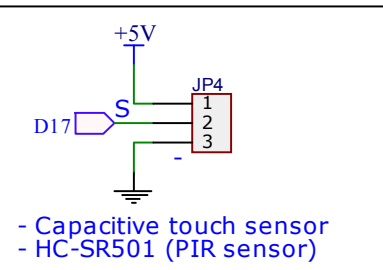 +5V
JP4
1
S
D17
2
3
-
- Capacitive touch sensor
- HC-SR501 (PIR sensor)